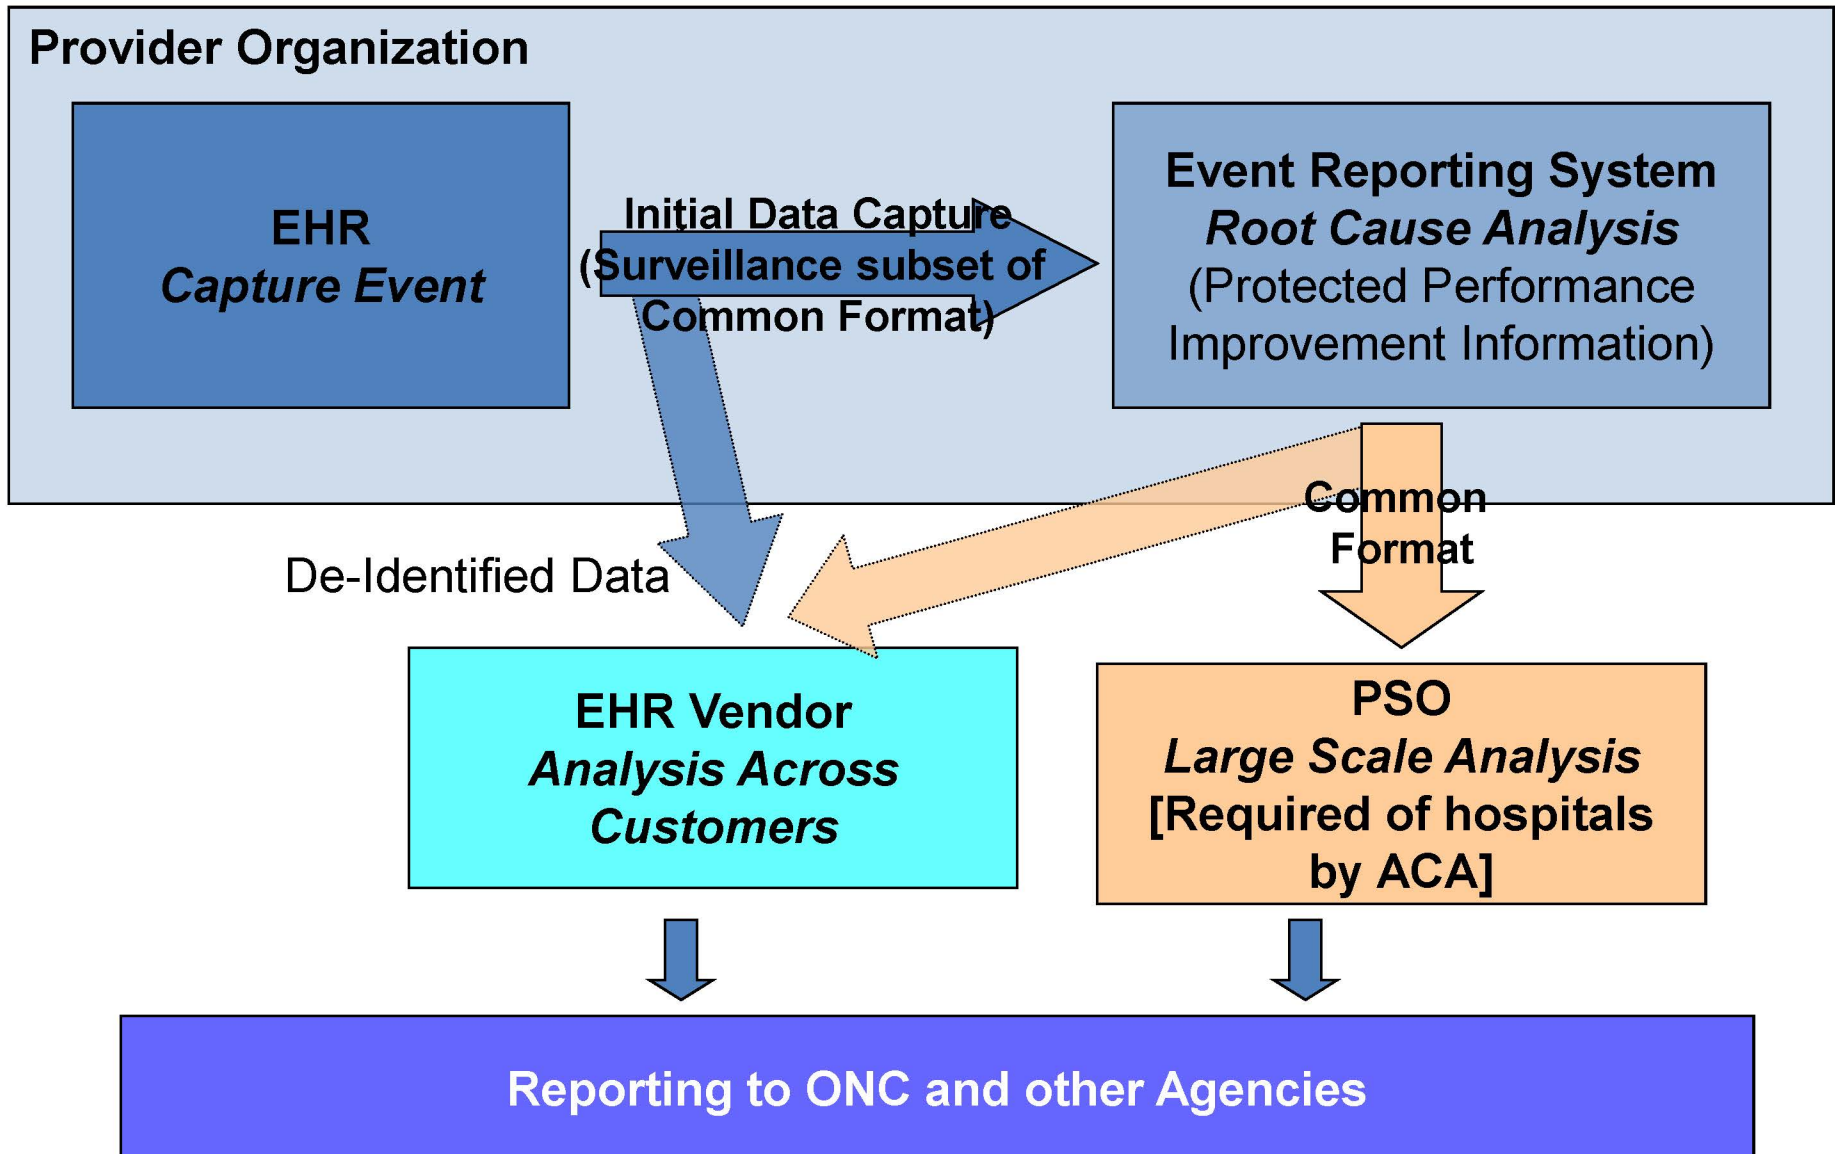 Provider Organization
EHR
Capture Event
Initial Data Capture
(Surveillance subset of
Common Format)
Event Reporting System
Root Cause Analysis
(Protected Performance
Improvement Information)
Common
Format
De-Identified Data
EHR Vendor
Analysis Across
Customers
PSO
Large Scale Analysis
[Required of hospitals
by ACA]
Reporting to ONC and other Agencies